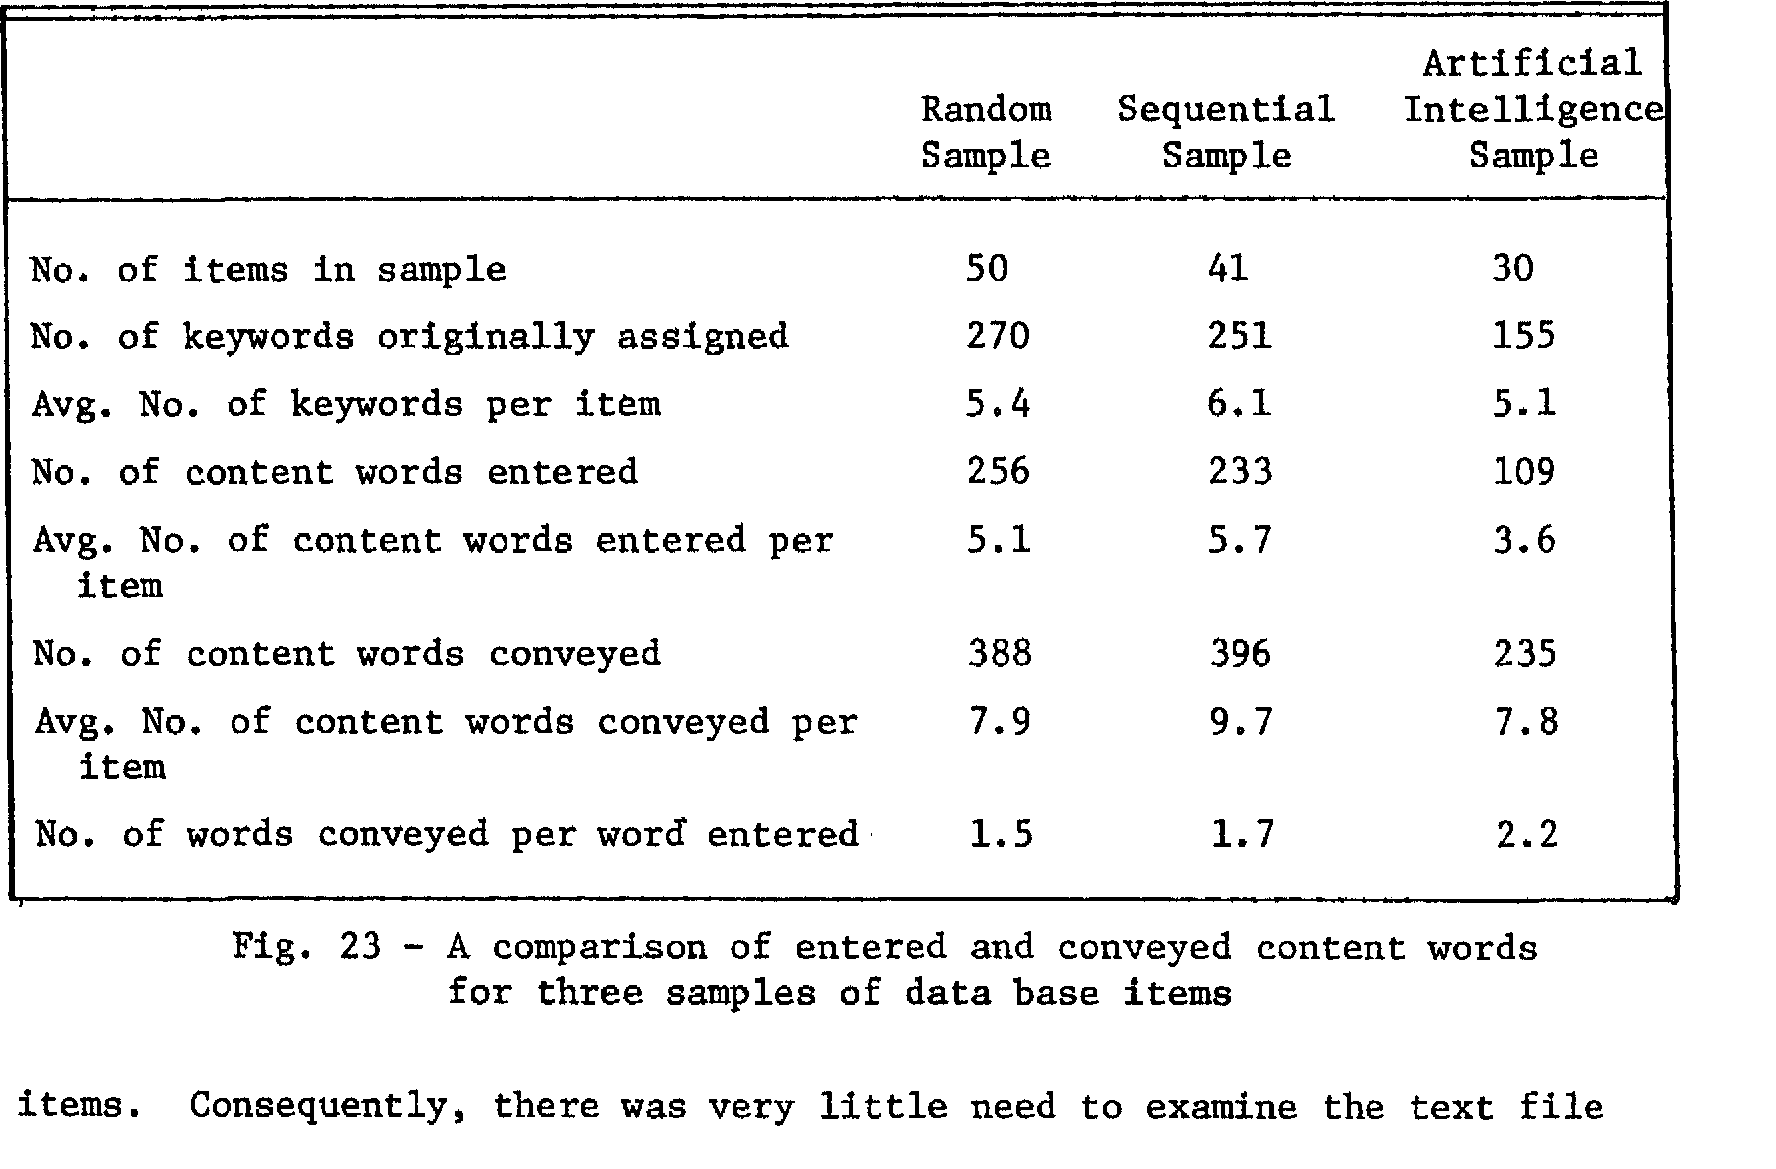 Artificial
Random Sequential Intelligence
Sample Sample Sample
No. of items in sample 50 41 30
No. of keywords originally assigned 270 251 155
Avg. No. of keywords per item 5.4 6.1 5.1
No. of content words entered 256 233 109
Avg. No. of content words entered per 5.1 5.7 3.6
item
No. of content words conveyed 388 396 235
Avg. No. of content words conveyed per 7.9 9.7 7.8
item
No. of words conveyed per word entered 1.5 1.7 2.2
Fig. 23 - A comparison of entered and conveyed content words
for three samples of data base items
items. Consequently, there was very little need to examine the text file